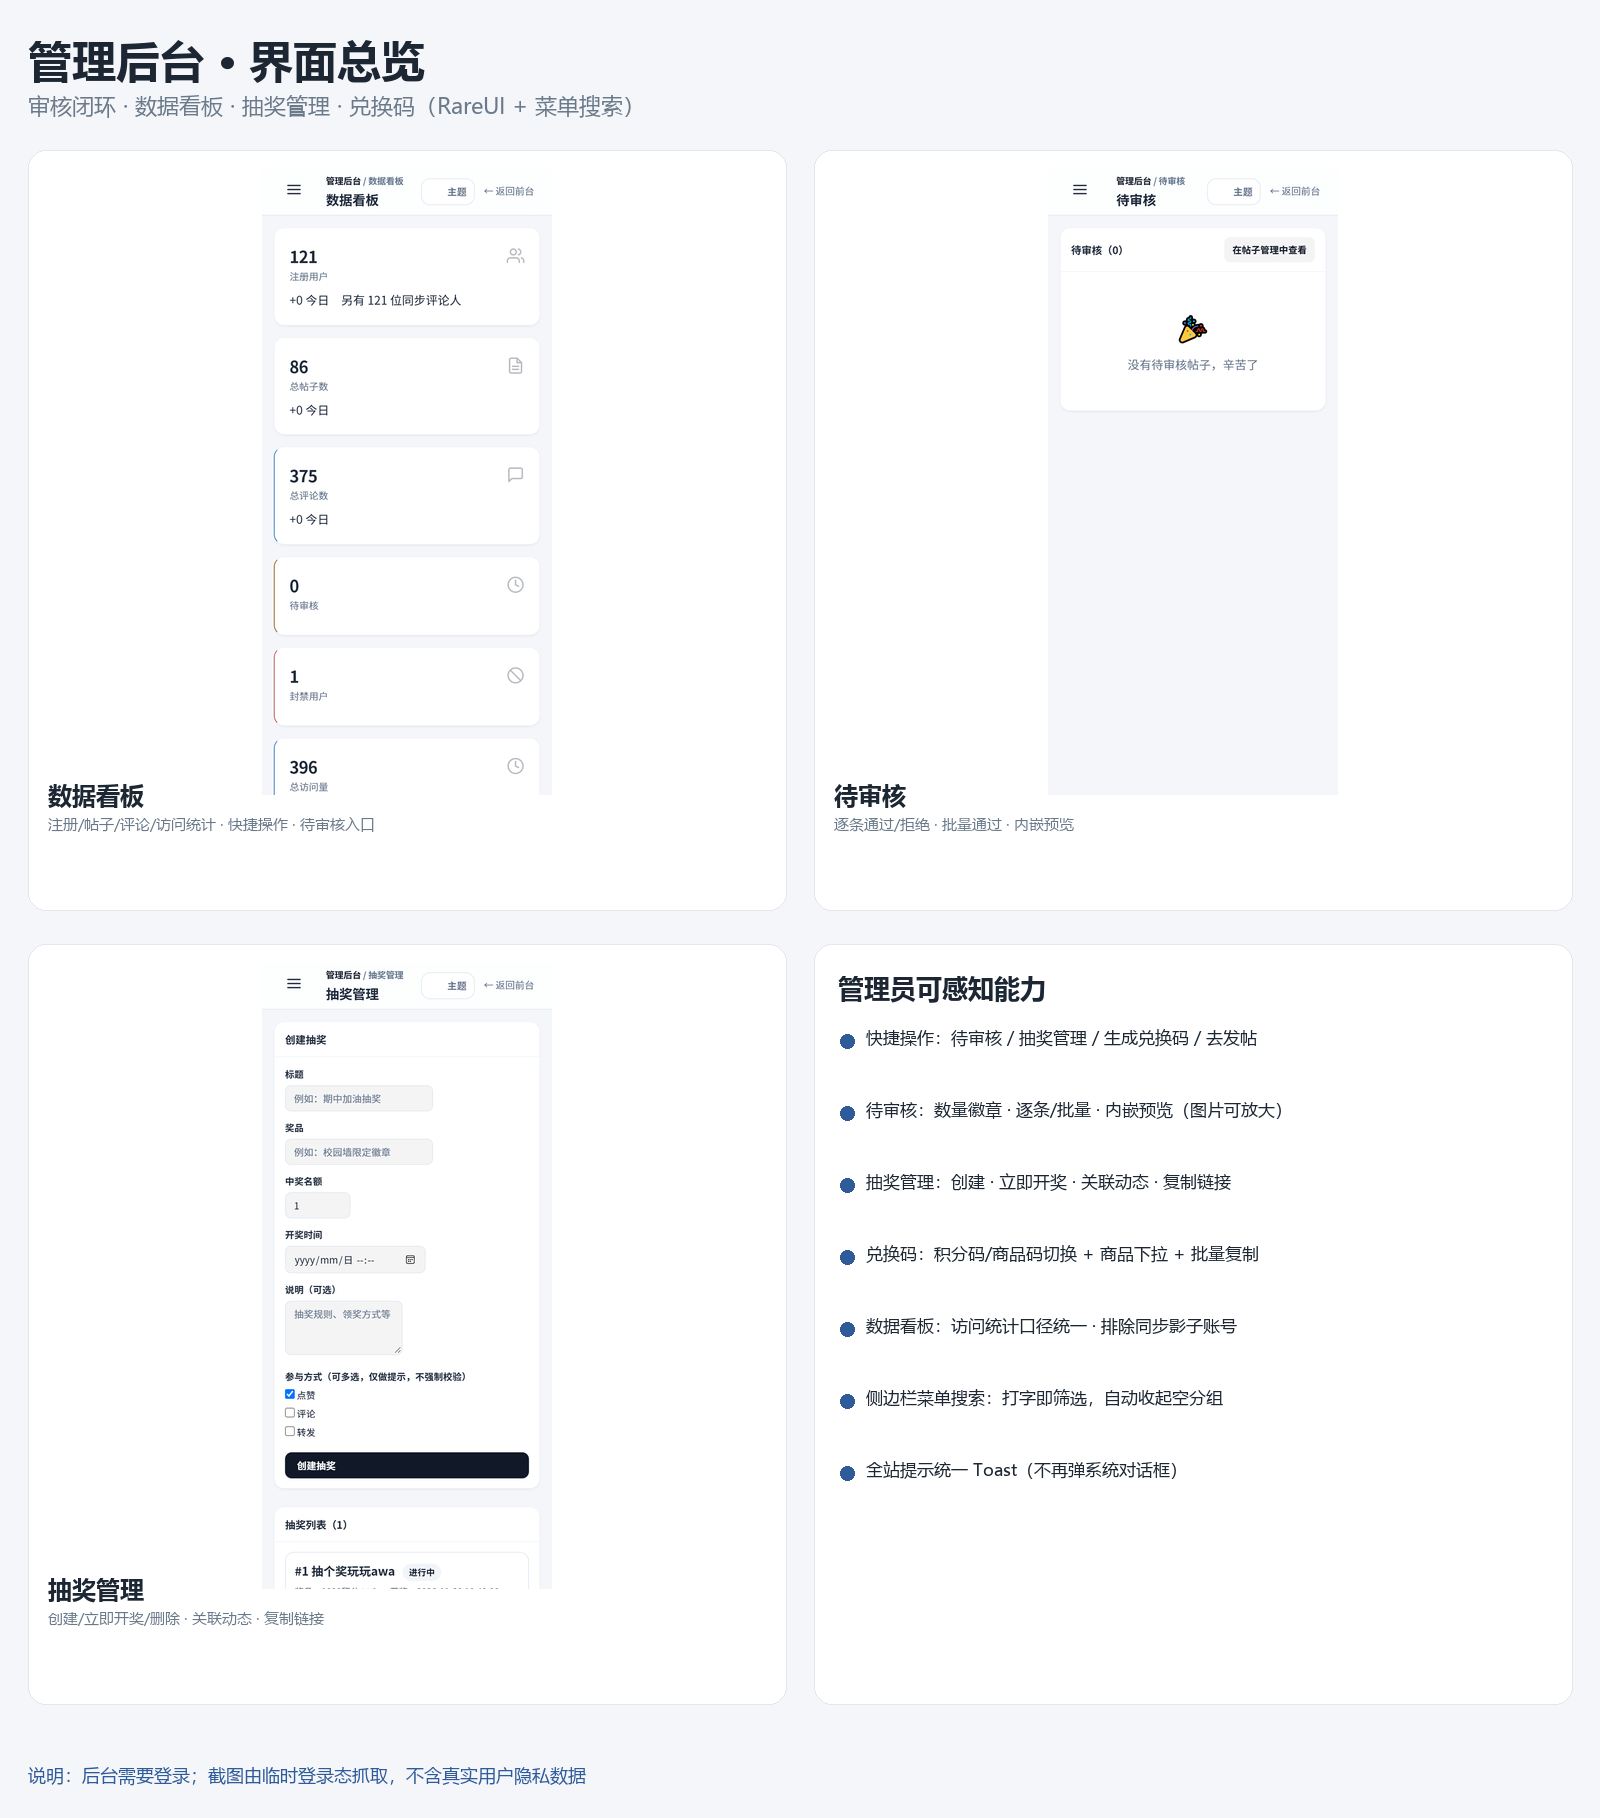 管理后台 • 界面总览
审核闭环 · 数据看板 · 抽奖管理 · 兑换码（RareUI + 菜单搜索）
管理后台 / 数据看板
数据看板
主题
← 返回前台
121
注册用户
+0 今日 另有 121 位同步评论人
86
总帖子数
+0 今日
375
总评论数
+0 今日
0
待审核
1
封禁用户
396
总访问量
数据看板
注册/帖子/评论/访问统计 · 快捷操作 · 待审核入口
管理后台 / 待审核
待审核
主题
← 返回前台
待审核（0）
在帖子管理中查看
没有待审核帖子，辛苦了
待审核
逐条通过/拒绝 · 批量通过 · 内嵌预览
管理后台 / 抽奖管理
抽奖管理
主题
← 返回前台
创建抽奖
标题
例如：期中加油抽奖
奖品
例如：校园墙限定徽章
中奖名额
1
开奖时间
yyyy/mm/日 --:--
说明（可选）
抽奖规则、领奖方式等
参与方式（可多选，仅做提示，不强制校验）
点赞
评论
转发
创建抽奖
抽奖列表（1）
#1 抽个奖玩玩awa 进行中
抽奖管理
创建/立即开奖/删除 · 关联动态 · 复制链接
管理员可感知能力
快捷操作：待审核 / 抽奖管理 / 生成兑换码 / 去发帖
待审核：数量徽章 · 逐条/批量 · 内嵌预览（图片可放大）
抽奖管理：创建 · 立即开奖 · 关联动态 · 复制链接
兑换码：积分码/商品码切换 + 商品下拉 + 批量复制
数据看板：访问统计口径统一 · 排除同步影子账号
侧边栏菜单搜索：打字即筛选，自动收起空分组
全站提示统一 Toast（不再弹系统对话框）
说明：后台需要登录；截图由临时登录态抓取，不含真实用户隐私数据